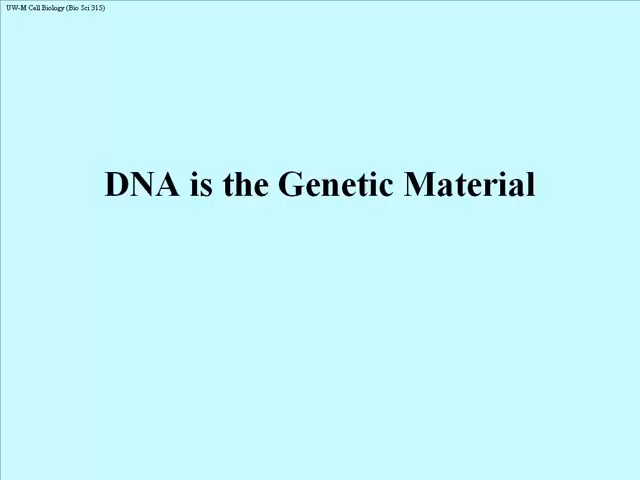 UW-M Cell Biology (Bio Sci 315)
DNA is the Genetic Material